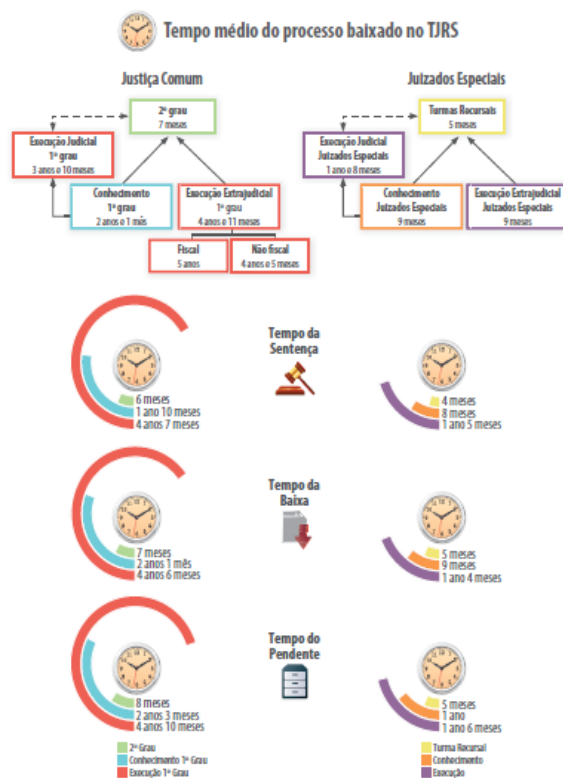 Tempo médio do processo baixado no TJRS
Justiça Comum
2º grau
7 meses
Execução Judicial
1º grau
3 anos e 10 meses
Conhecimento
1º grau
2 anos e 1 mês
Execução Extrajudicial
1º grau
4 anos e 11 meses
Fiscal
5 anos
Não fiscal
4 anos e 5 meses
Juizados Especiais
Turmas Recursais
5 meses
Execução Judicial
Juizados Especiais
1 ano e 8 meses
Conhecimento
Juizados Especiais
9 meses
Execução Extrajudicial
Juizados Especiais
9 meses
Tempo da
Sentença
6 meses
1 ano 10 meses
4 anos 7 meses
4 meses
8 meses
1 ano 5 meses
Tempo da
Baixa
7 meses
2 anos 1 mês
4 anos 6 meses
5 meses
9 meses
1 ano 4 meses
Tempo do
Pendente
8 meses
2 anos 3 meses
4 anos 10 meses
5 meses
1 ano
1 ano 6 meses
2º Grau
Conhecimento 1º Grau
Execução 1º Grau
Turma Recursal
Conhecimento
Execução